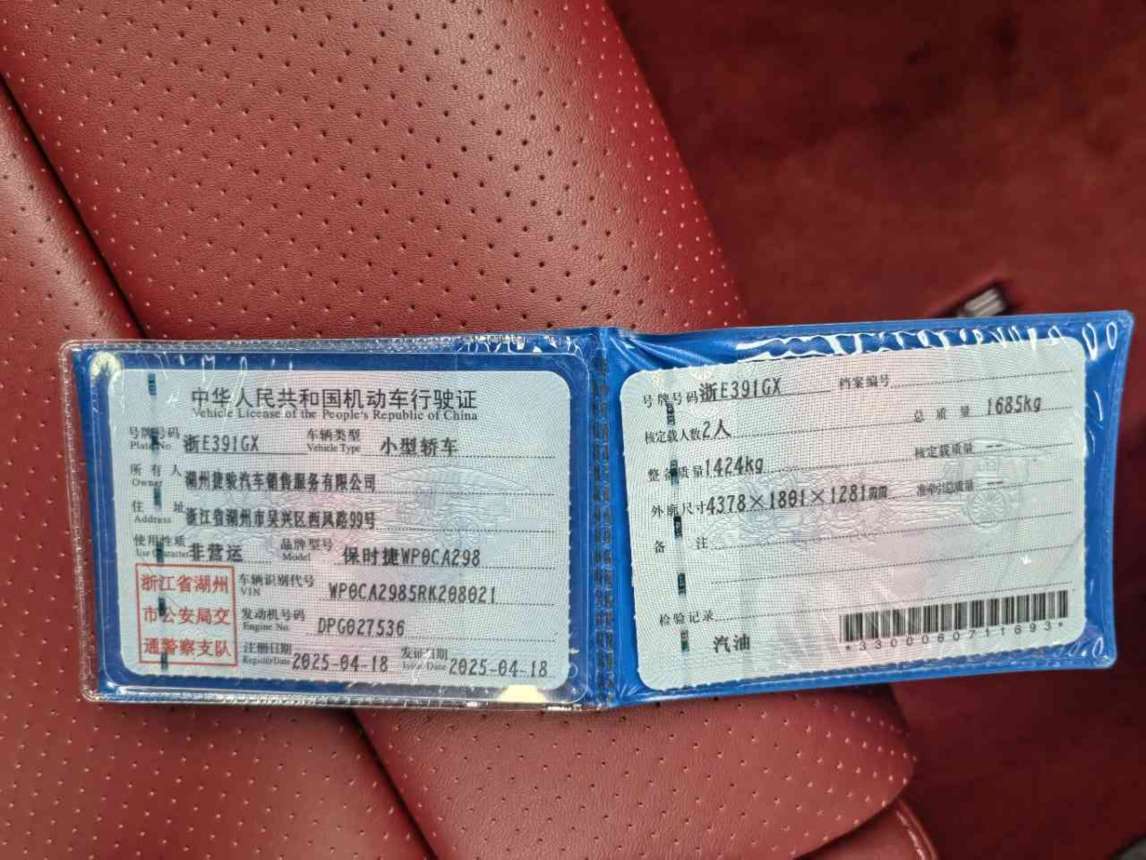 中华人民共和国机动车行驶证
Vehicle License of the People's Republic of China
号牌号码 浙E391GX 车辆类型 小型轿车
Plate No. Vehicle Type
所有人 湖州捷骏汽车销售服务有限公司
Owner
住址 浙江省湖州市吴兴区西凤路99号
Address
使用性质 非营运 品牌型号 保时捷WP0CA298
Use Character Model
浙江省湖州
市公安局交
通警察支队
车辆识别代号 WP0CA2985RK208021
VIN
发动机号码 DPG027536
Engine No.
注册日期 2025-04-18 发证日期 2025-04-18
Register Date Issue Date
号牌号码 浙E391GX 档案编号
核定载人数 2人 总质量 1685kg
整备质量 1424kg 核定载质量 --
外廓尺寸 4378×1801×1281mm 准牵引总质量 --
备注
检验记录
汽油
*3300060711693*